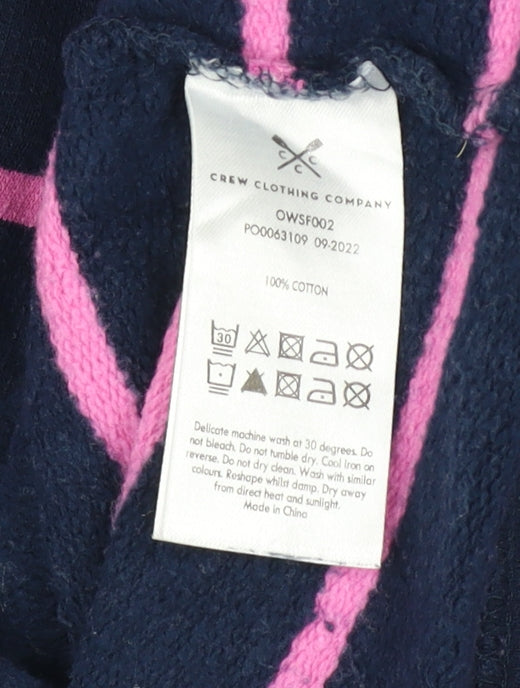 C C
C
CREW CLOTHING COMPANY
OWSF002
PO0063109 09-2022
100% COTTON
30
Delicate machine wash at 30 degrees. Do
not bleach. Do not tumble dry. Cool Iron on
reverse. Do not dry clean. Wash with similar
colours. Reshape whilst damp. Dry away
from direct heat and sunlight.
Made in China